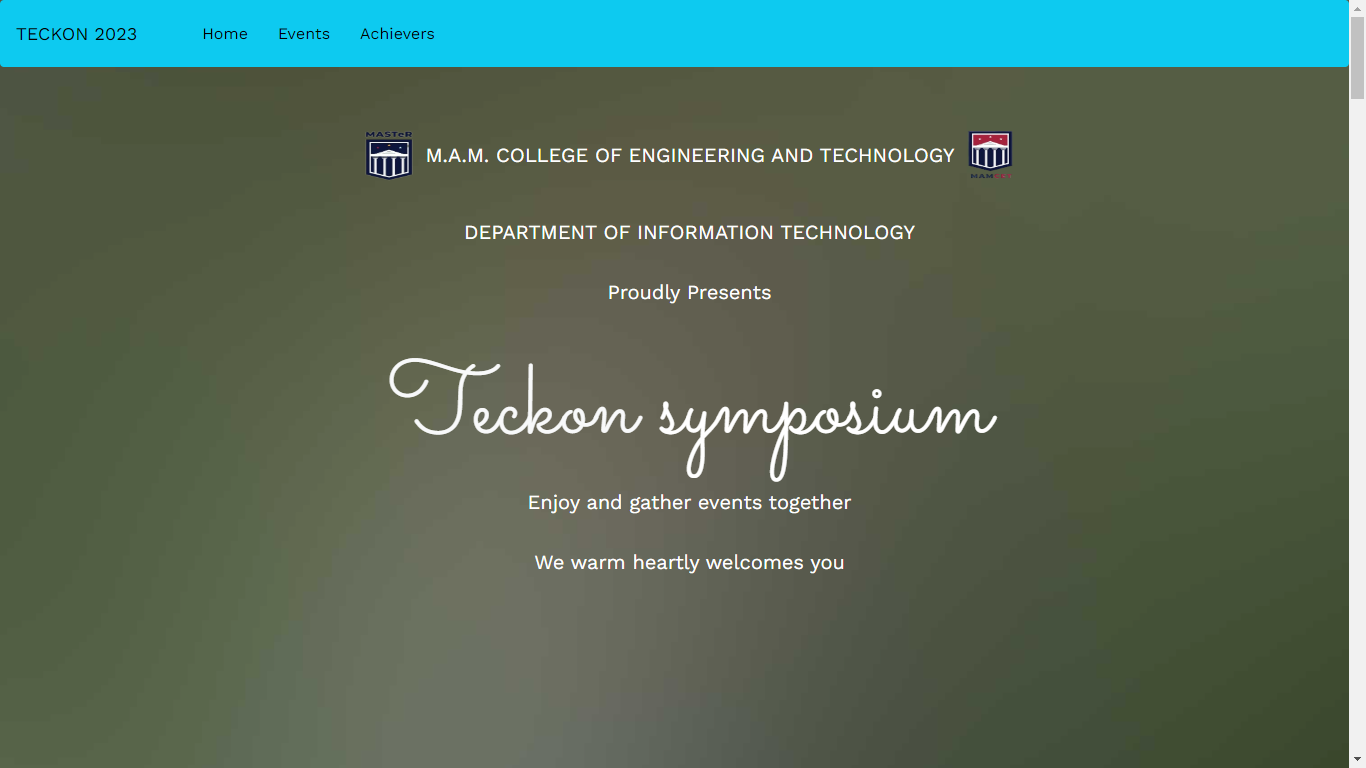 TECKON 2023 Home Events Achievers
MASTeR
M.A.M. COLLEGE OF ENGINEERING AND TECHNOLOGY
MAMCET
DEPARTMENT OF INFORMATION TECHNOLOGY
Proudly Presents
Teckon symposium
Enjoy and gather events together
We warm heartly welcomes you